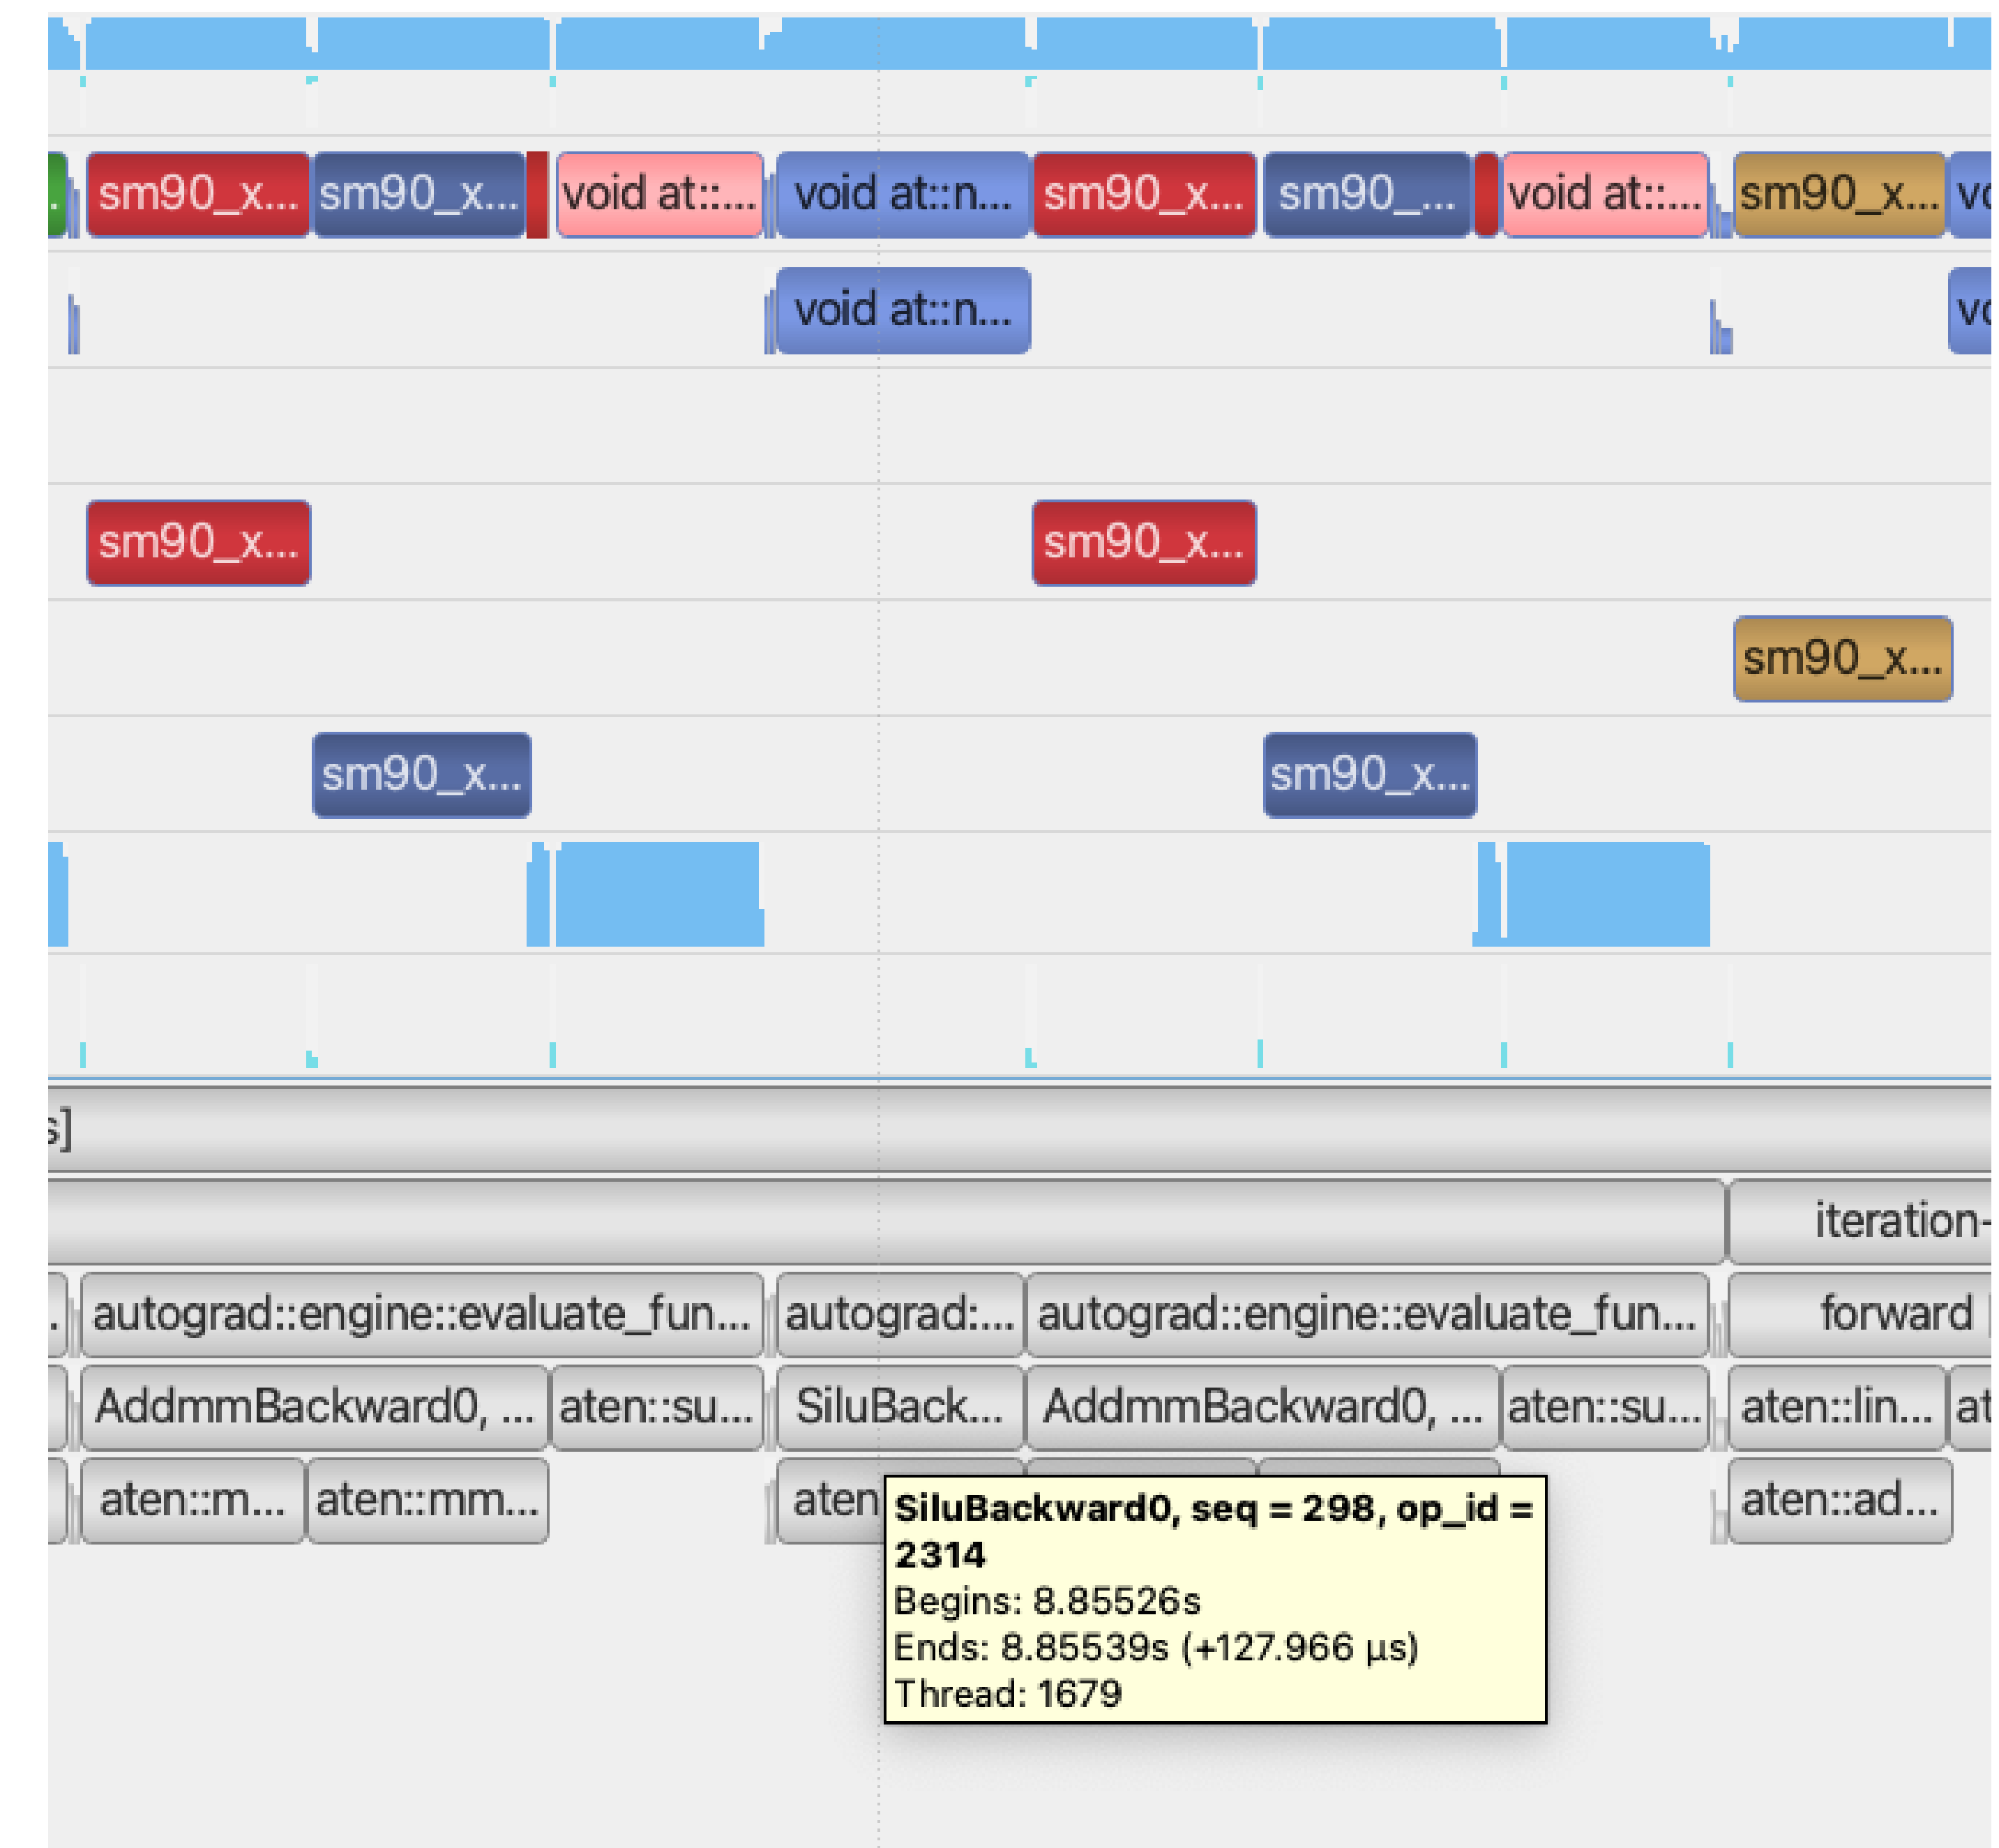 sm90_x... sm90_x... void at::... void at::n... sm90_x... sm90_... void at::... sm90_x...
void at::n...
sm90_x... sm90_x...
sm90_x...
sm90_x... sm90_x...
s]
iteration-
autograd::engine::evaluate_fun... autograd:... autograd::engine::evaluate_fun... forward
AddmmBackward0, ... aten::su... SiluBack... AddmmBackward0, ... aten::su... aten::lin... at
aten::m... aten::mm... aten aten::ad...
SiluBackward0, seq = 298, op_id =
2314
Begins: 8.85526s
Ends: 8.85539s (+127.966 µs)
Thread: 1679